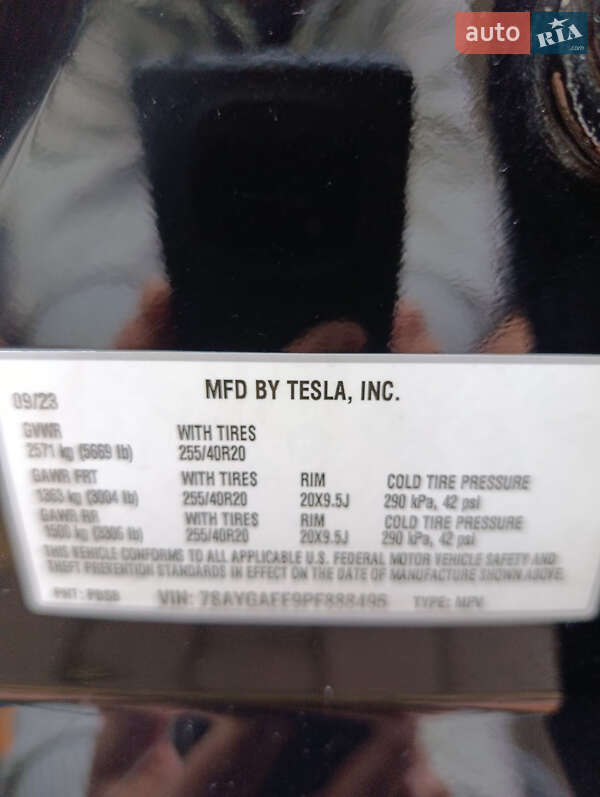 auto RIA.com
09/23 MFD BY TESLA, INC.
GVWR WITH TIRES
2571 kg (5669 lb) 255/40R20
GAWR FRT WITH TIRES RIM COLD TIRE PRESSURE
1363 kg (3004 lb) 255/40R20 20X9.5J 290 kPa, 42 psi
GAWR RR WITH TIRES RIM COLD TIRE PRESSURE
kg 255/40R20 20X9.5J 290 kPa, 42 psi
THIS VEHICLE CONFORMS TO ALL APPLICABLE U.S. FEDERAL MOTOR VEHICLE SAFETY AND
THEFT PREVENTION STANDARDS IN EFFECT ON THE DATE OF MANUFACTURE SHOWN ABOVE.
VIN: TYPE: MPV